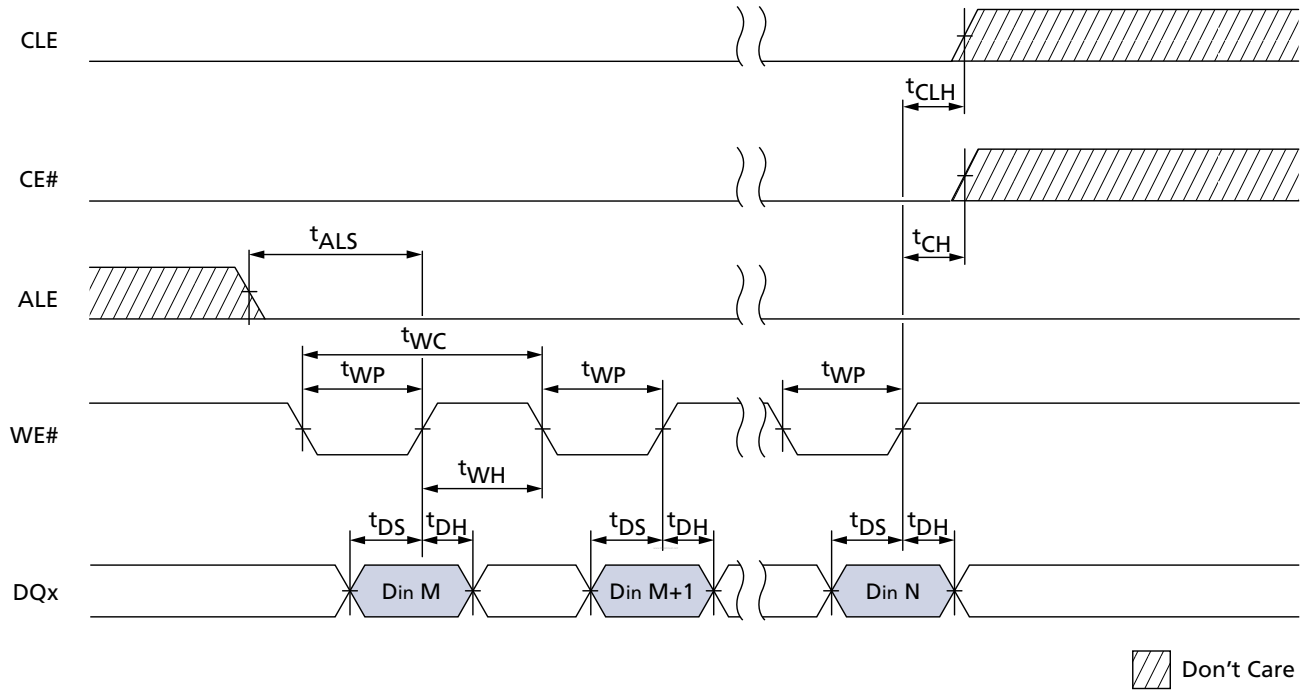 CLE
tCLH
CE#
tALS
tCH
ALE
tWC
tWP
tWP
tWP
WE#
tWH
tDS
tDH
tDS
tDH
tDS
tDH
DQx
Din M
Din M+1
Din N
Don't Care